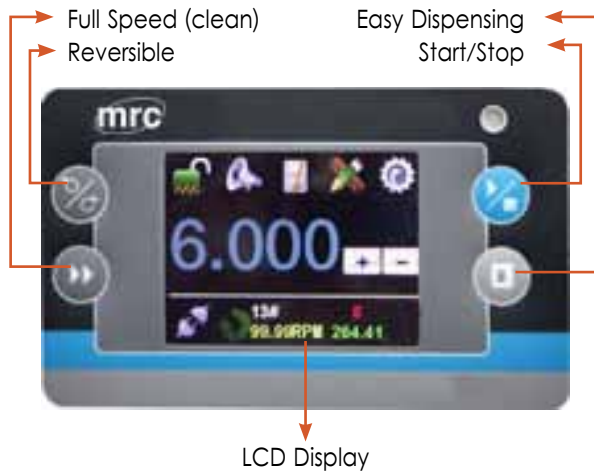 Full Speed (clean) Easy Dispensing
Reversible Start/Stop
mrc
6.000 + -
13#
99.99RPM 264.41
LCD Display